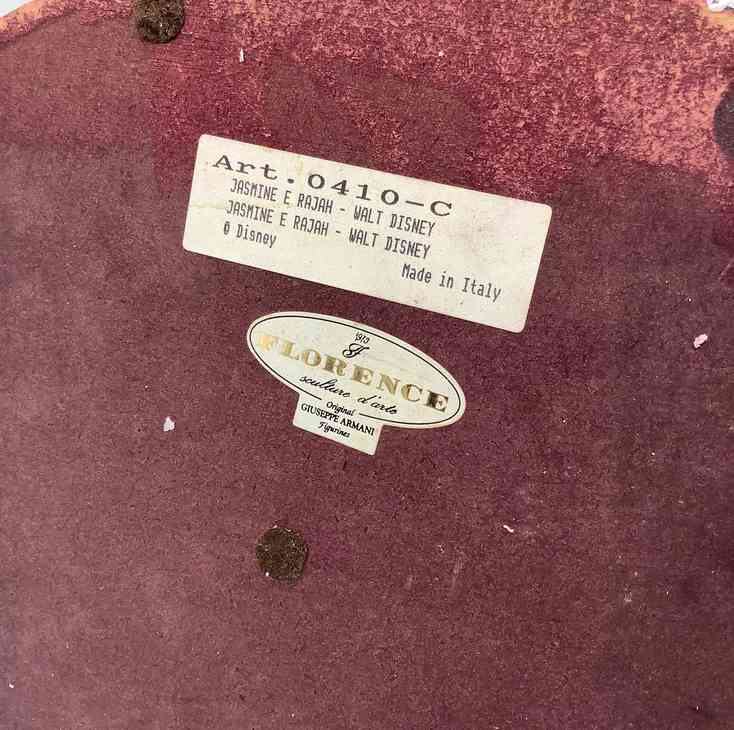 Art.0410-C
JASMINE E RAJAH - WALT DISNEY
JASMINE E RAJAH - WALT DISNEY
© Disney
Made in Italy
1973
FLORENCE
sculture d'arte
Original
GIUSEPPE ARMANI
Figurines